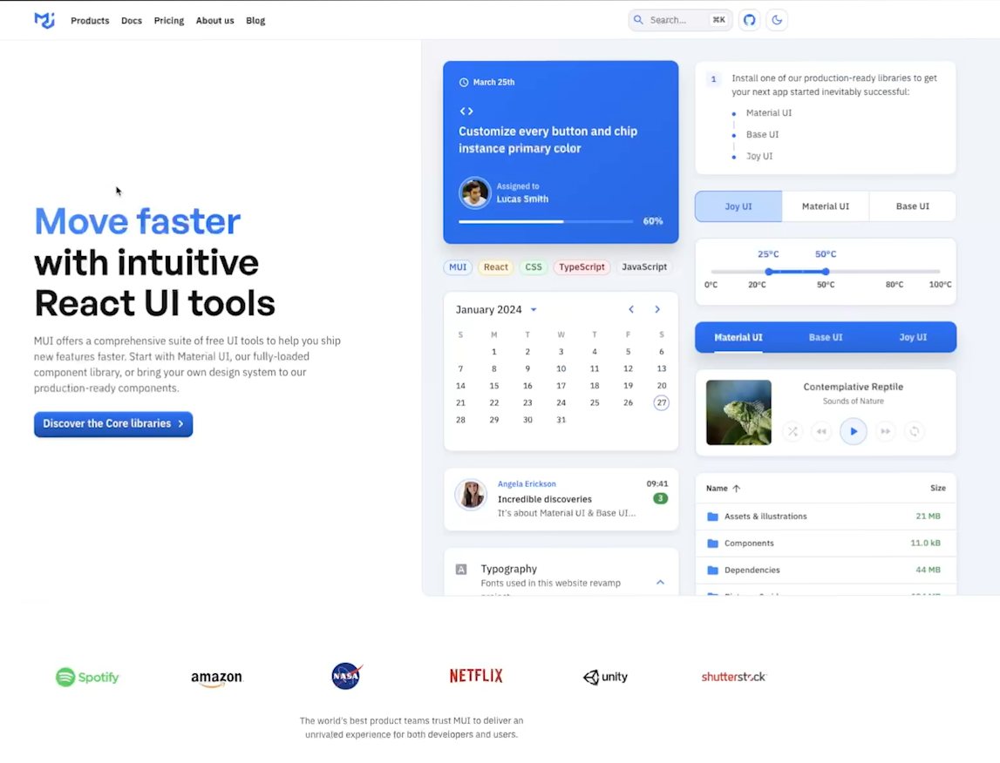 Products Docs Pricing About us Blog
Search... ⌘K
Move faster
with intuitive
React UI tools
MUI offers a comprehensive suite of free UI tools to help you ship
new features faster. Start with Material UI, our fully-loaded
component library, or bring your own design system to our
production-ready components.
Discover the Core libraries
March 25th
Customize every button and chip
instance primary color
Assigned to
Lucas Smith
60%
MUI React CSS TypeScript JavaScript
January 2024
S M T W T F S
1 2 3 4 5 6
7 8 9 10 11 12 13
14 15 16 17 18 19 20
21 22 23 24 25 26 27
28 29 30 31
Angela Erickson 09:41
Incredible discoveries 3
It's about Material UI & Base UI...
A Typography
Fonts used in this website revamp
1 Install one of our production-ready libraries to get
your next app started inevitably successful:
Material UI
Base UI
Joy UI
Joy UI Material UI Base UI
25°C 50°C
0°C 20°C 50°C 80°C 100°C
Material UI Base UI Joy UI
Contemplative Reptile
Sounds of Nature
Name Size
Assets & illustrations 21 MB
Components 11.0 kB
Dependencies 44 MB
Spotify amazon NASA NETFLIX unity shutterstock
The world's best product teams trust MUI to deliver an
unrivaled experience for both developers and users.